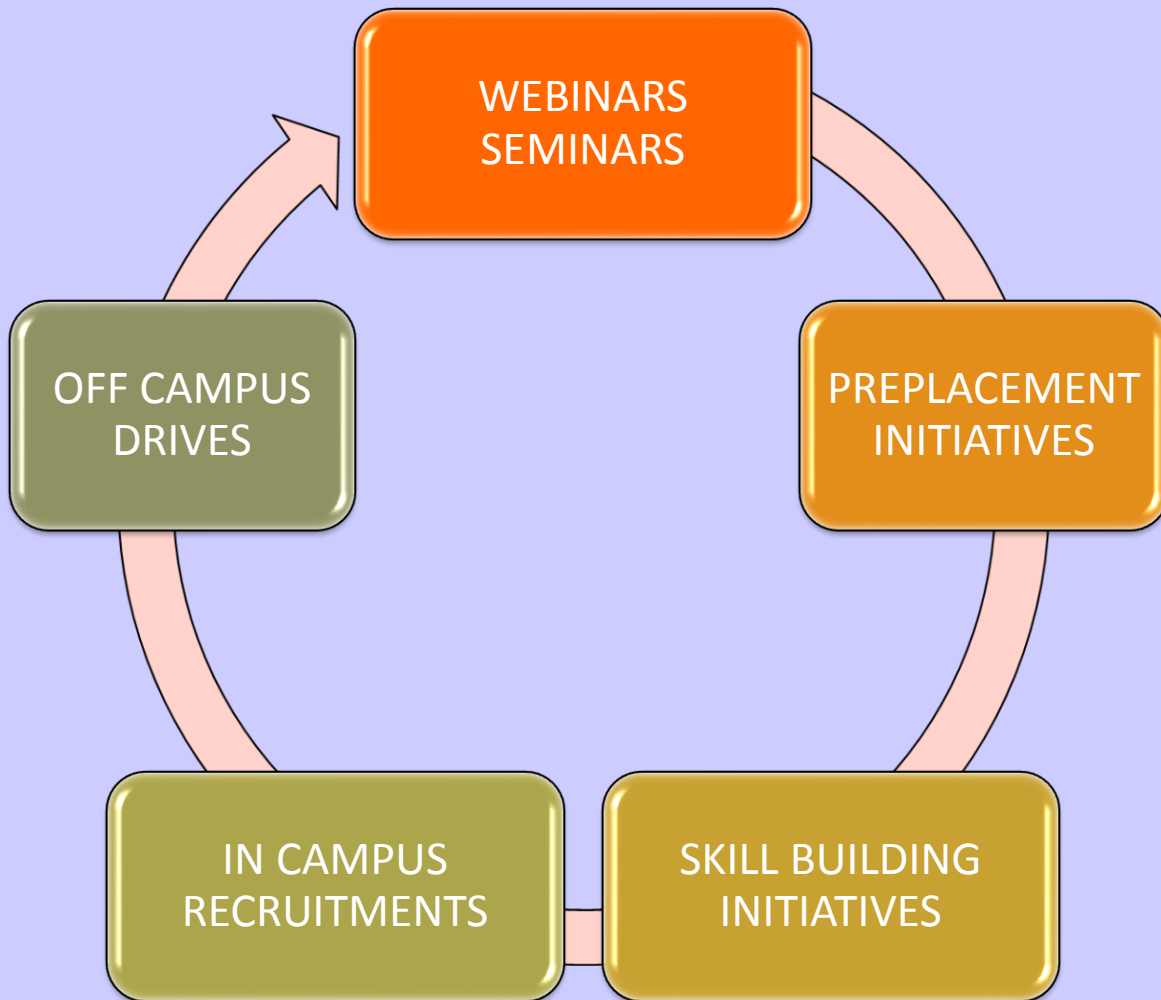 WEBINARS
SEMINARS
PREPLACEMENT
INITIATIVES
SKILL BUILDING
INITIATIVES
IN CAMPUS
RECRUITMENTS
OFF CAMPUS
DRIVES